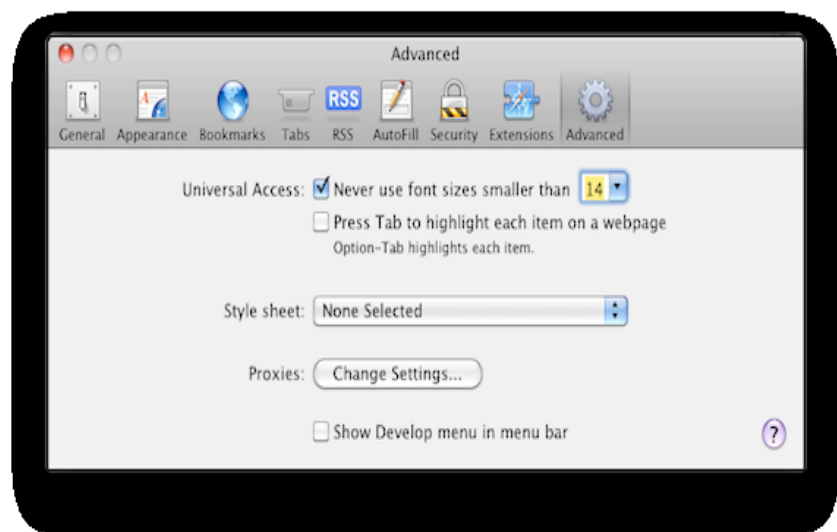 Advanced
RSS
General Appearance Bookmarks Tabs RSS AutoFill Security Extensions Advanced
Universal Access: Never use font sizes smaller than 14
Press Tab to highlight each item on a webpage
Option-Tab highlights each item.
Style sheet: None Selected
Proxies: Change Settings...
Show Develop menu in menu bar
?